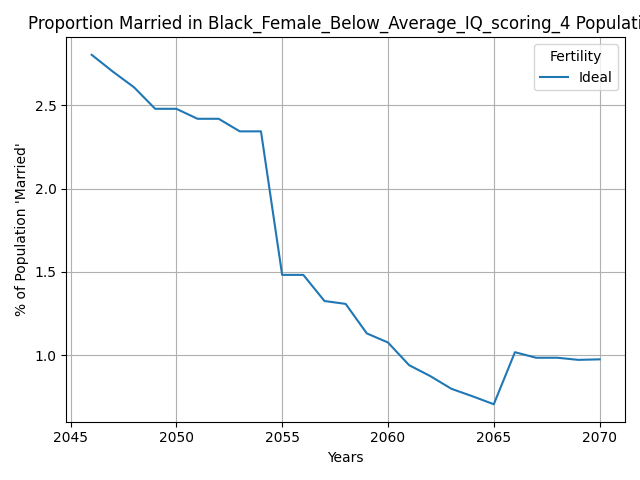 Proportion Married in Black_Female_Below_Average_IQ_scoring_4
Fertility
Ideal
% of Population 'Married'
2.5
2.0
1.5
1.0
2045 2050 2055 2060 2065 2070
Years